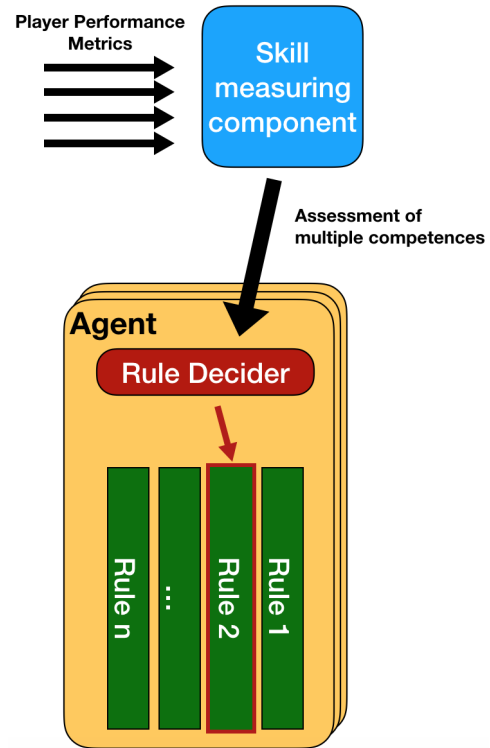 Player Performance
Metrics
Skill
measuring
component
Assessment of
multiple competences
Agent
Rule Decider
Rule n
...
Rule 2
Rule 1